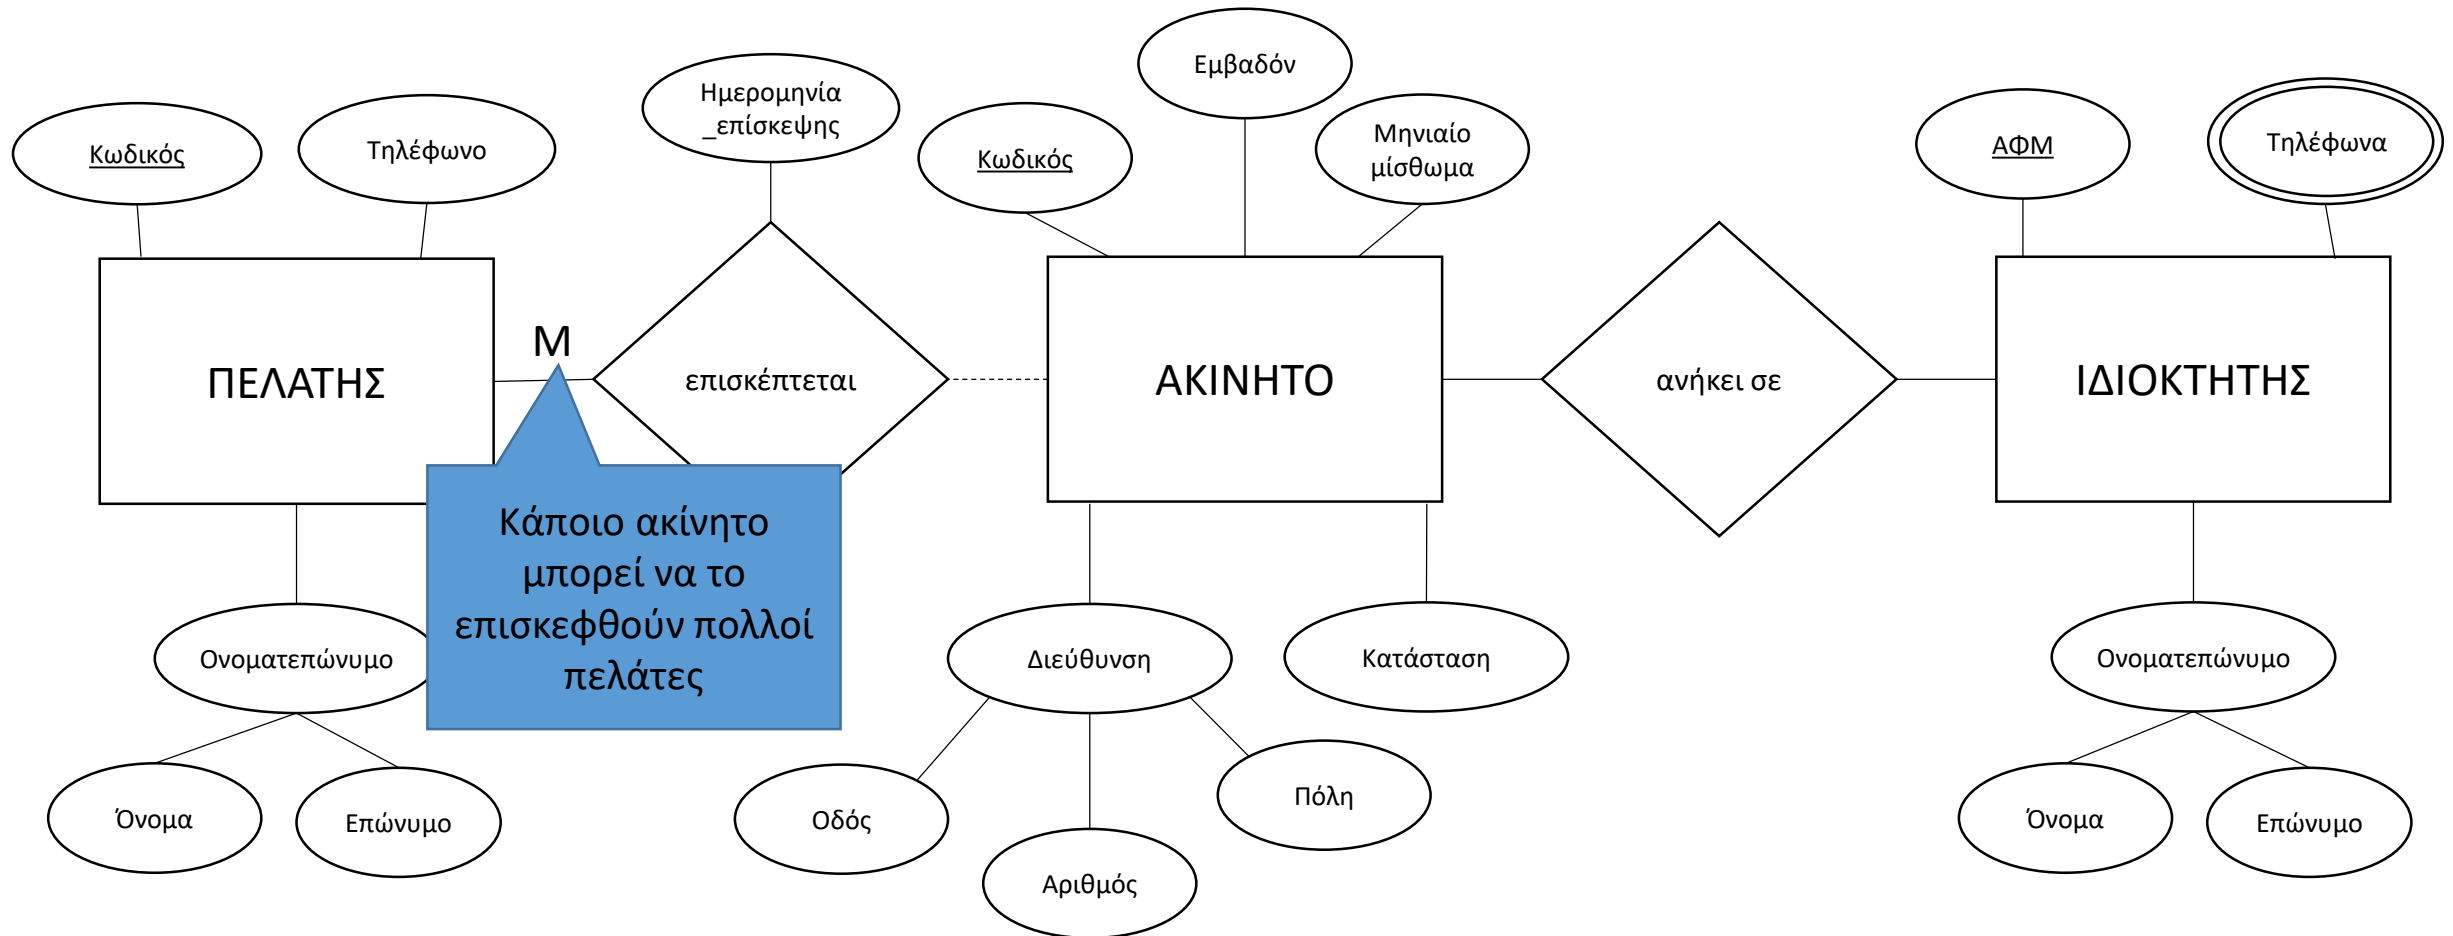 Εμβαδόν
Ημερομηνία
_επίσκεψης
Κωδικός
Τηλέφωνο
Κωδικός
Μηνιαίο
μίσθωμα
ΑΦΜ
Τηλέφωνα
Μ
ΠΕΛΑΤΗΣ
επισκέπτεται
ΑΚΙΝΗΤΟ
ανήκει σε
ΙΔΙΟΚΤΗΤΗΣ
Κάποιο ακίνητο
μπορεί να το
επισκεφθούν πολλοί
πελάτες
Ονοματεπώνυμο
Διεύθυνση
Κατάσταση
Ονοματεπώνυμο
Όνομα
Επώνυμο
Οδός
Αριθμός
Πόλη
Όνομα
Επώνυμο